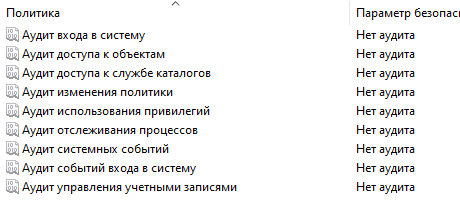 Политика Параметр безопас
Аудит входа в систему Нет аудита
Аудит доступа к объектам Нет аудита
Аудит доступа к службе каталогов Нет аудита
Аудит изменения политики Нет аудита
Аудит использования привилегий Нет аудита
Аудит отслеживания процессов Нет аудита
Аудит системных событий Нет аудита
Аудит событий входа в систему Нет аудита
Аудит управления учетными записями Нет аудита